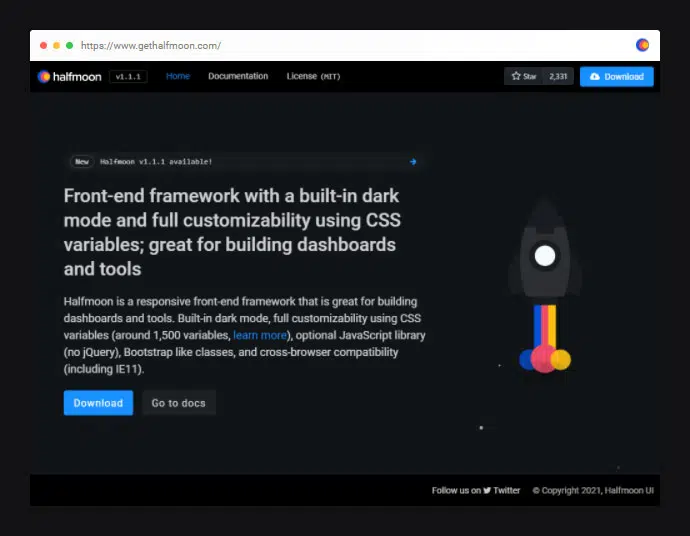 https://www.gethalfmoon.com/
halfmoon v1.1.1 Home Documentation License (MIT) Star 2,331 Download
New Halfmoon v1.1.1 available!
Front-end framework with a built-in dark
mode and full customizability using CSS
variables; great for building dashboards
and tools
Halfmoon is a responsive front-end framework that is great for building
dashboards and tools. Built-in dark mode, full customizability using CSS
variables (around 1,500 variables, learn more), optional JavaScript library
(no jQuery), Bootstrap like classes, and cross-browser compatibility
(including IE11).
Download Go to docs
Follow us on Twitter © Copyright 2021, Halfmoon UI